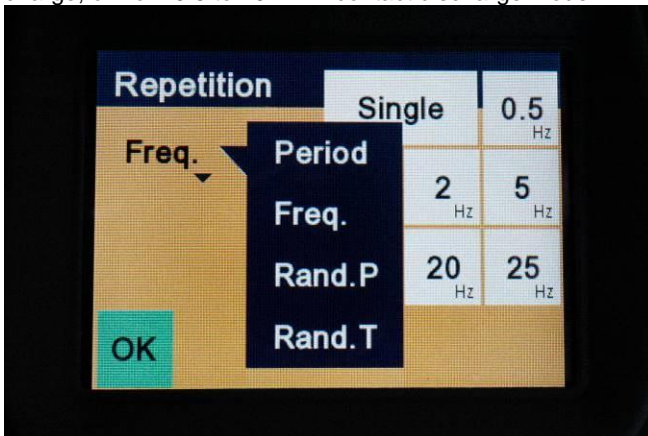 Repetition
Single
0.5 Hz
Freq.
Period
Freq.
Rand.P
Rand.T
2 Hz
5 Hz
20 Hz
25 Hz
OK